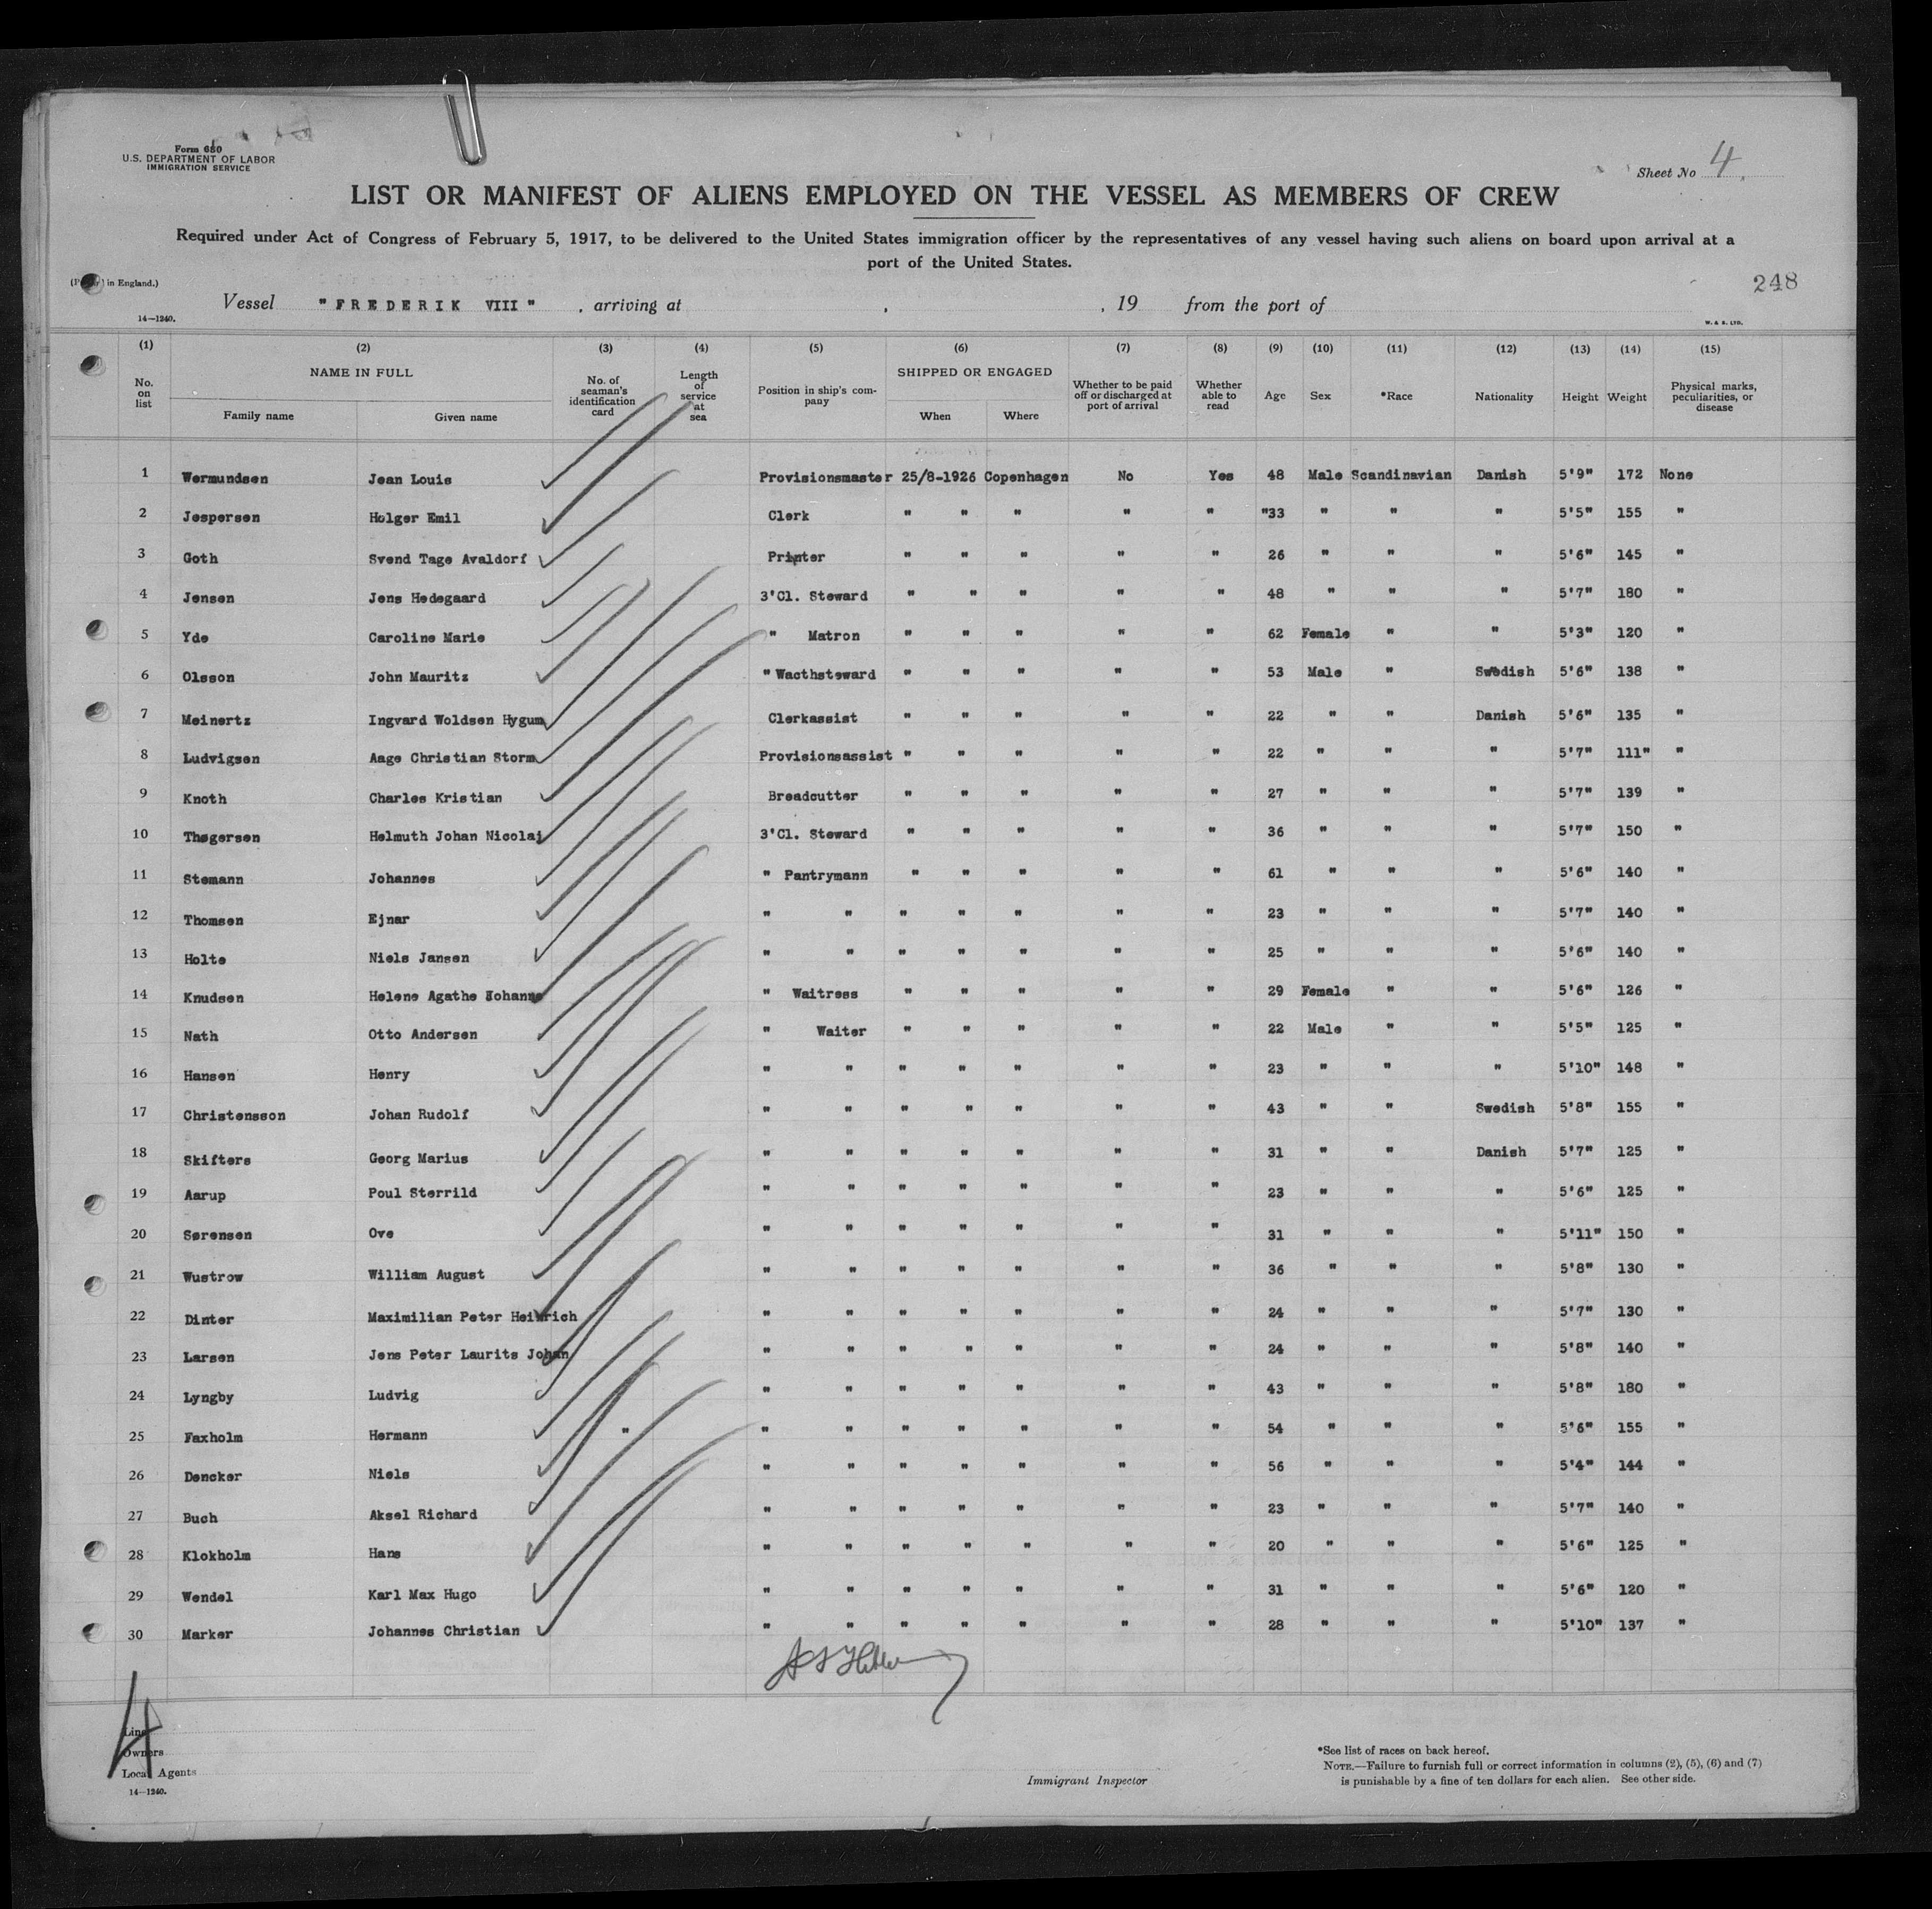 Form 680
U.S. DEPARTMENT OF LABOR
IMMIGRATION SERVICE
Sheet No 4
LIST OR MANIFEST OF ALIENS EMPLOYED ON THE VESSEL AS MEMBERS OF CREW
Required under Act of Congress of February 5, 1917, to be delivered to the United States immigration officer by the representatives of any vessel having such aliens on board upon arrival at a
port of the United States.
in England.)
248
Vessel "FREDERIK VIII", arriving at , , 19 from the port of
14—1240.
W. & S. LTD.
(1) (2) (3) (4) (5) (6) (7) (8) (9) (10) (11) (12) (13) (14) (15)
No. on list NAME IN FULL Family name Given name No. of seaman's identification card Length of service at sea Position in ship's company SHIPPED OR ENGAGED When Where Whether to be paid off or discharged at port of arrival Whether able to read Age Sex *Race Nationality Height Weight Physical marks, peculiarities, or disease
1 Wermundsen Jean Louis Provisionsmaster 25/8-1926 Copenhagen No Yes 48 Male Scandinavian Danish 5'9" 172 None
2 Jespersen Holger Emil Clerk " " " " " "33 " " " 5'5" 155 "
3 Goth Svend Tage Avaldorf Printer " " " " " 26 " " " 5'6" 145 "
4 Jensen Jens Hedegaard 3'Cl. Steward " " " " " 48 " " " 5'7" 180 "
5 Yde Caroline Marie " Matron " " " " " 62 Female " " 5'3" 120 "
6 Olsson John Mauritz " Wacthsteward " " " " " 53 Male " Swedish 5'6" 138 "
7 Meinertz Ingvard Woldsen Hygum Clerkassist " " " " " 22 " " Danish 5'6" 135 "
8 Ludvigsen Aage Christian Storm Provisionsassist " " " " " 22 " " " 5'7" 111" "
9 Knoth Charles Kristian Breadcutter " " " " " 27 " " " 5'7" 139 "
10 Thøgersen Helmuth Johan Nicolai 3'Cl. Steward " " " " " 36 " " " 5'7" 150 "
11 Stemann Johannes " Pantrymann " " " " " 61 " " " 5'6" 140 "
12 Thomsen Ejnar " " " " " " " 23 " " " 5'7" 140 "
13 Holte Niels Jansen " " " " " " " 25 " " " 5'6" 140 "
14 Knudsen Helene Agathe Johanne " Waitress " " " " " 29 Female " " 5'6" 126 "
15 Nath Otto Andersen " Waiter " " " " " 22 Male " " 5'5" 125 "
16 Hansen Henry " " " " " " " 23 " " " 5'10" 148 "
17 Christensson Johan Rudolf " " " " " " " 43 " " Swedish 5'8" 155 "
18 Skifters Georg Marius " " " " " " " 31 " " Danish 5'7" 125 "
19 Aarup Poul Sterrild " " " " " " " 23 " " " 5'6" 125 "
20 Sørensen Ove " " " " " " " 31 " " " 5'11" 150 "
21 Wustrow William August " " " " " " " 36 " " " 5'8" 130 "
22 Dinter Maximilian Peter Heinrich " " " " " " " 24 " " " 5'7" 130 "
23 Larsen Jens Peter Laurits Johan " " " " " " " 24 " " " 5'8" 140 "
24 Lyngby Ludvig " " " " " " " 43 " " " 5'8" 180 "
25 Faxholm Hermann " " " " " " " " 54 " " " 5'6" 155 "
26 Dencker Niels " " " " " " " 56 " " " 5'4" 144 "
27 Buch Aksel Richard " " " " " " " 23 " " " 5'7" 140 "
28 Klokholm Hans " " " " " " " 20 " " " 5'6" 125 "
29 Wendel Karl Max Hugo " " " " " " " 31 " " " 5'6" 120 "
30 Marker Johannes Christian " " " " " " " 28 " " " 5'10" 137 "
4
Line
Owners
Local Agents
14—1240.
Immigrant Inspector
*See list of races on back hereof.
NOTE.—Failure to furnish full or correct information in columns (2), (5), (6) and (7)
is punishable by a fine of ten dollars for each alien. See other side.